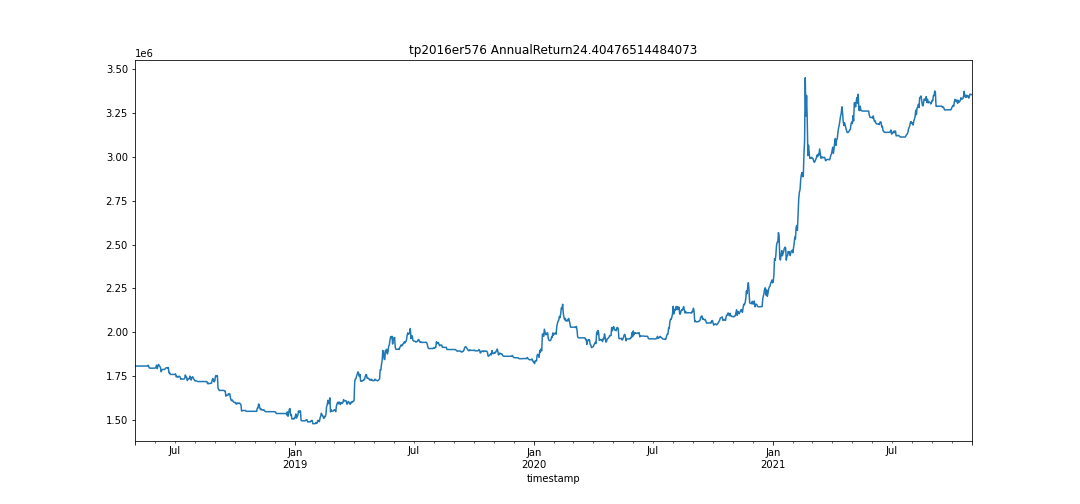 tp2016er576 AnnualReturn24.40476514484073
1e6
3.50
3.25
3.00
2.75
2.50
2.25
2.00
1.75
1.50
Jul Jan Jul Jan Jul Jan Jul
2019 2020 2021
timestamp